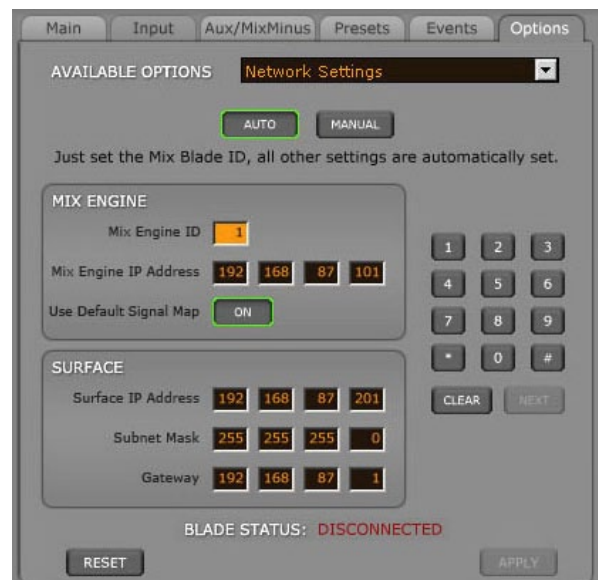 Main Input Aux/MixMinus Presets Events Options
AVAILABLE OPTIONS Network Settings
AUTO MANUAL
Just set the Mix Blade ID, all other settings are automatically set.
MIX ENGINE
Mix Engine ID 1
Mix Engine IP Address 192 168 87 101
Use Default Signal Map ON
1 2 3
4 5 6
7 8 9
* 0 #
CLEAR NEXT
SURFACE
Surface IP Address 192 168 87 201
Subnet Mask 255 255 255 0
Gateway 192 168 87 1
BLADE STATUS: DISCONNECTED
RESET APPLY